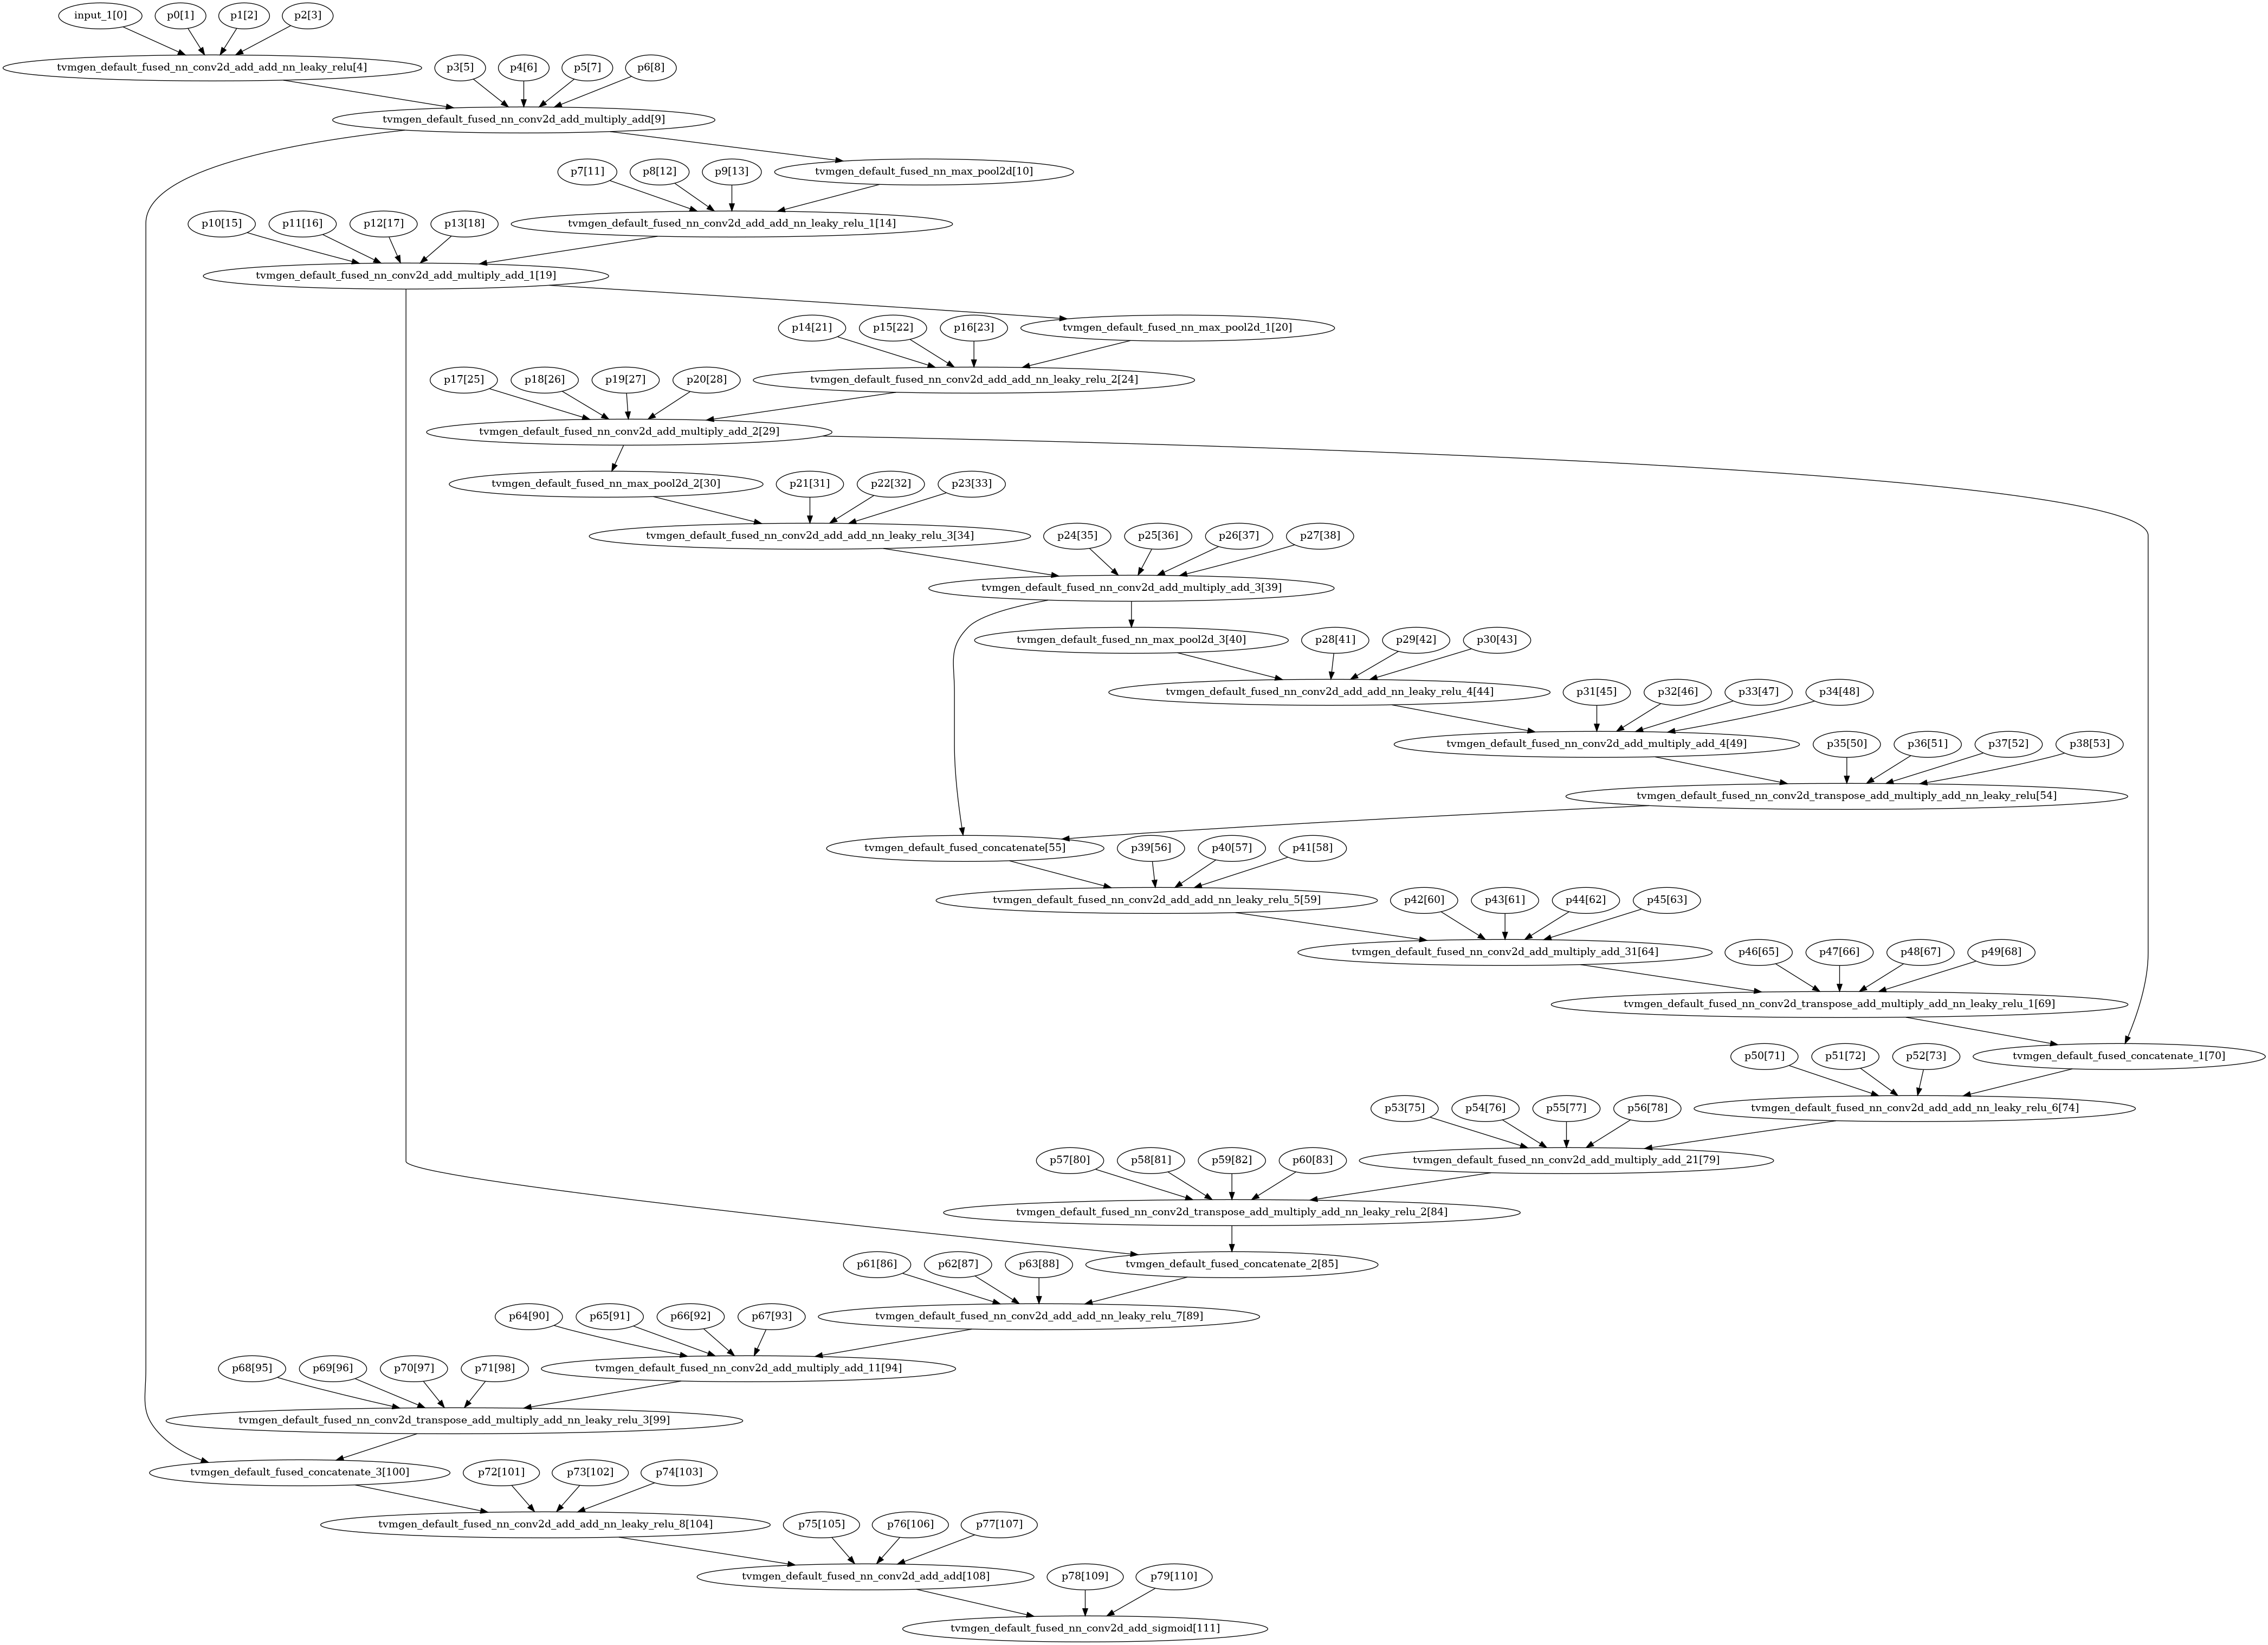 input_1[0] p0[1] p1[2] p2[3]
tvmgen_default_fused_nn_conv2d_add_add_nn_leaky_relu[4] p3[5] p4[6] p5[7] p6[8]
tvmgen_default_fused_nn_conv2d_add_multiply_add[9]
p7[11] p8[12] p9[13] tvmgen_default_fused_nn_max_pool2d[10]
p10[15] p11[16] p12[17] p13[18] tvmgen_default_fused_nn_conv2d_add_add_nn_leaky_relu_1[14]
tvmgen_default_fused_nn_conv2d_add_multiply_add_1[19]
p14[21] p15[22] p16[23] tvmgen_default_fused_nn_max_pool2d_1[20]
p17[25] p18[26] p19[27] p20[28] tvmgen_default_fused_nn_conv2d_add_add_nn_leaky_relu_2[24]
tvmgen_default_fused_nn_conv2d_add_multiply_add_2[29]
tvmgen_default_fused_nn_max_pool2d_2[30] p21[31] p22[32] p23[33]
tvmgen_default_fused_nn_conv2d_add_add_nn_leaky_relu_3[34] p24[35] p25[36] p26[37] p27[38]
tvmgen_default_fused_nn_conv2d_add_multiply_add_3[39]
tvmgen_default_fused_nn_max_pool2d_3[40] p28[41] p29[42] p30[43]
tvmgen_default_fused_nn_conv2d_add_add_nn_leaky_relu_4[44] p31[45] p32[46] p33[47] p34[48]
tvmgen_default_fused_nn_conv2d_add_multiply_add_4[49] p35[50] p36[51] p37[52] p38[53]
tvmgen_default_fused_nn_conv2d_transpose_add_multiply_add_nn_leaky_relu[54]
tvmgen_default_fused_concatenate[55] p39[56] p40[57] p41[58]
tvmgen_default_fused_nn_conv2d_add_add_nn_leaky_relu_5[59] p42[60] p43[61] p44[62] p45[63]
tvmgen_default_fused_nn_conv2d_add_multiply_add_31[64] p46[65] p47[66] p48[67] p49[68]
tvmgen_default_fused_nn_conv2d_transpose_add_multiply_add_nn_leaky_relu_1[69]
p50[71] p51[72] p52[73] tvmgen_default_fused_concatenate_1[70]
p53[75] p54[76] p55[77] p56[78] tvmgen_default_fused_nn_conv2d_add_add_nn_leaky_relu_6[74]
p57[80] p58[81] p59[82] p60[83] tvmgen_default_fused_nn_conv2d_add_multiply_add_21[79]
tvmgen_default_fused_nn_conv2d_transpose_add_multiply_add_nn_leaky_relu_2[84]
p61[86] p62[87] p63[88] tvmgen_default_fused_concatenate_2[85]
p64[90] p65[91] p66[92] p67[93] tvmgen_default_fused_nn_conv2d_add_add_nn_leaky_relu_7[89]
p68[95] p69[96] p70[97] p71[98] tvmgen_default_fused_nn_conv2d_add_multiply_add_11[94]
tvmgen_default_fused_nn_conv2d_transpose_add_multiply_add_nn_leaky_relu_3[99]
tvmgen_default_fused_concatenate_3[100] p72[101] p73[102] p74[103]
tvmgen_default_fused_nn_conv2d_add_add_nn_leaky_relu_8[104] p75[105] p76[106] p77[107]
tvmgen_default_fused_nn_conv2d_add_add[108] p78[109] p79[110]
tvmgen_default_fused_nn_conv2d_add_sigmoid[111]